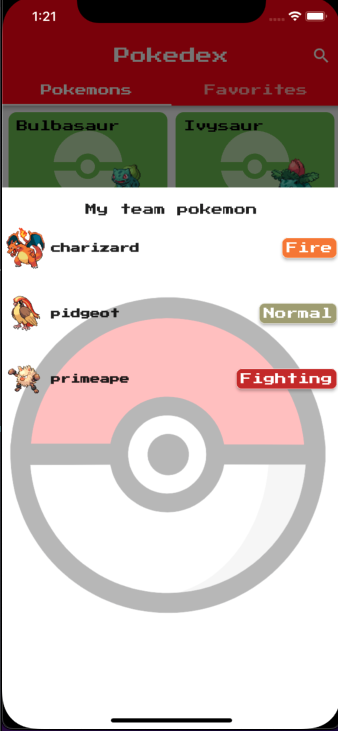 1:21
Pokedex
Pokemons Favorites
Bulbasaur Ivysaur
My team pokemon
charizard Fire
pidgeot Normal
primeape Fighting